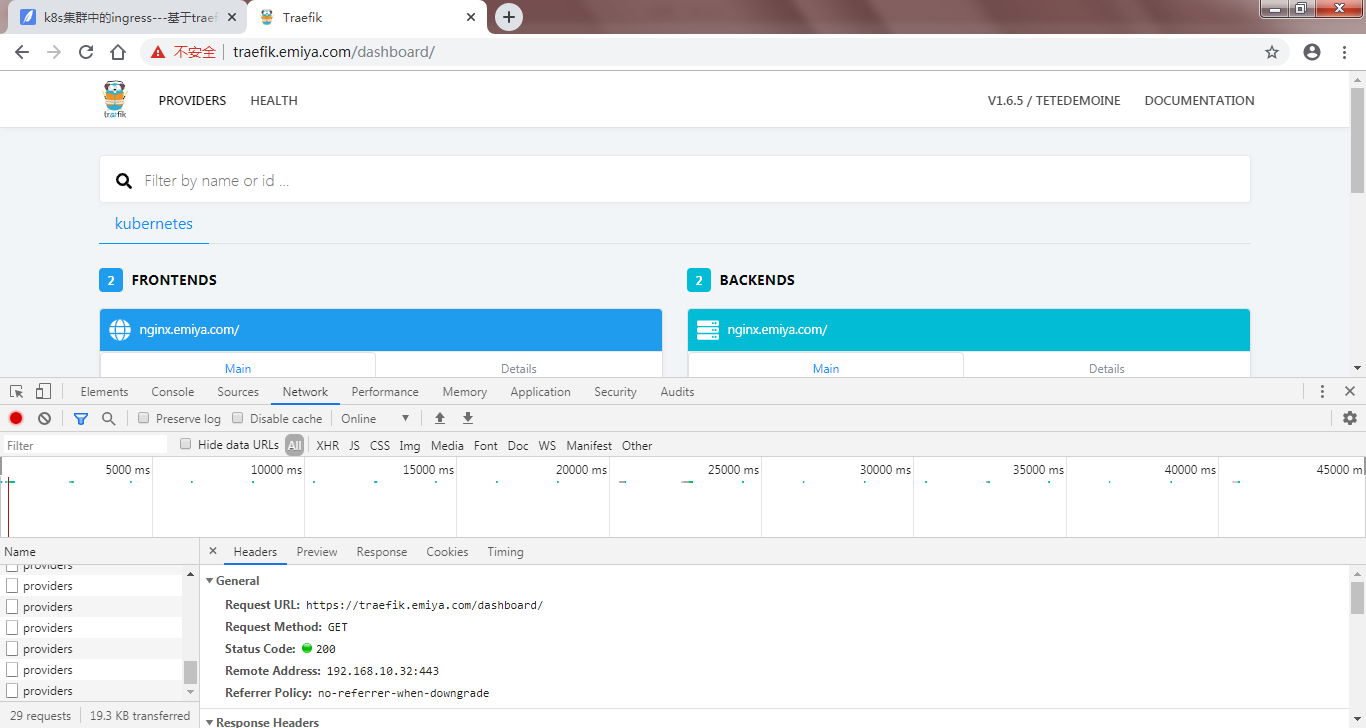 k8s集群中的ingress---基于traefi
Traefik
不安全 traefik.emiya.com/dashboard/
træfik PROVIDERS HEALTH V1.6.5 / TETEDEMOINE DOCUMENTATION
Filter by name or id ...
kubernetes
2 FRONTENDS
2 BACKENDS
nginx.emiya.com/
nginx.emiya.com/
Main Details
Main Details
Elements Console Sources Network Performance Memory Application Security Audits
Preserve log Disable cache Online
Filter Hide data URLs All XHR JS CSS Img Media Font Doc WS Manifest Other
5000 ms 10000 ms 15000 ms 20000 ms 25000 ms 30000 ms 35000 ms 40000 ms 45000 m
Name
Headers Preview Response Cookies Timing
providers
providers
providers
providers
providers
providers
providers
29 requests 19.3 KB transferred
General
Request URL: https://traefik.emiya.com/dashboard/
Request Method: GET
Status Code: 200
Remote Address: 192.168.10.32:443
Referrer Policy: no-referrer-when-downgrade
Response Headers